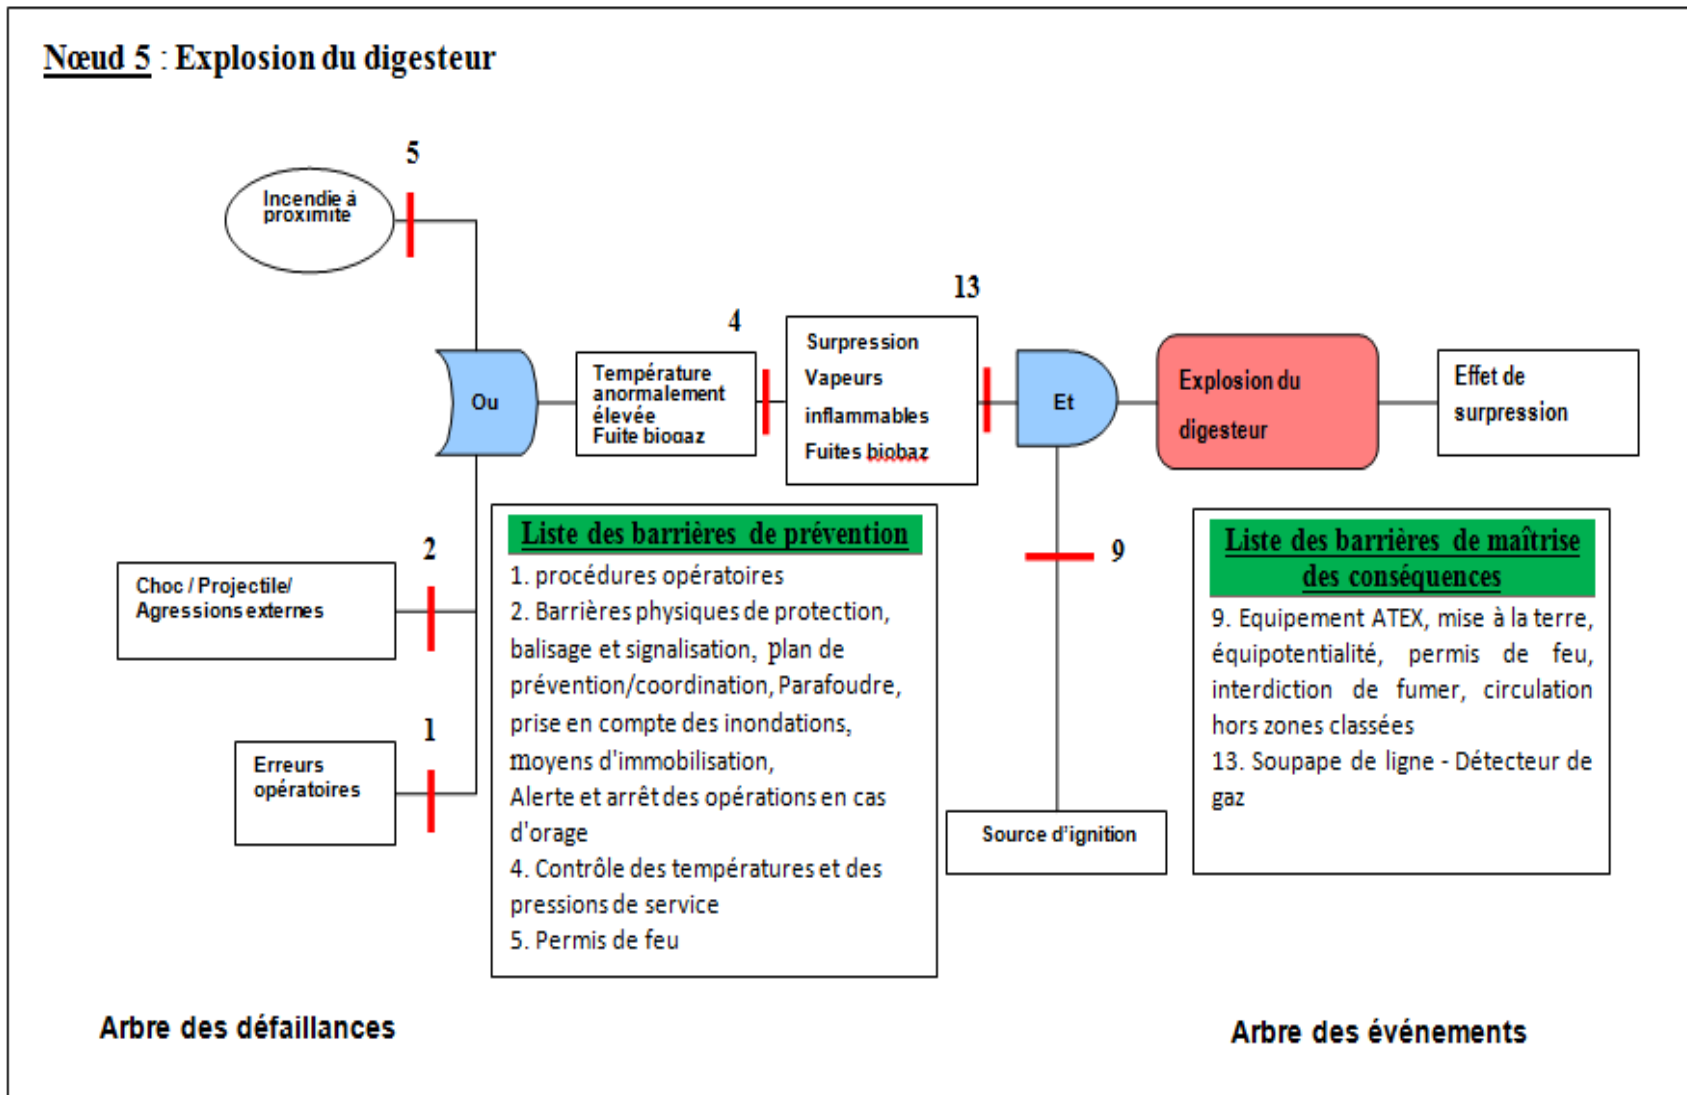 Nœud 5 : Explosion du digesteur
5
Incendie à
proximite
13
4
Ou
Température
anormalement
élevée
Fuite biogaz
Surpression
Vapeurs
inflammables
Fuites biobaz
Et
Explosion du
digesteur
Effet de
surpression
2
Choc / Projectile/
Agressions externes
1
Erreurs
opératoires
Liste des barrières de prévention
1. procédures opératoires
2. Barrières physiques de protection,
balisage et signalisation, plan de
prévention/coordination, Parafoudre,
prise en compte des inondations,
moyens d'immobilisation,
Alerte et arrêt des opérations en cas
d'orage
4. Contrôle des températures et des
pressions de service
5. Permis de feu
9
Source d'ignition
Liste des barrières de maîtrise
des conséquences
9. Equipement ATEX, mise à la terre,
équipotentialité, permis de feu,
interdiction de fumer, circulation
hors zones classées
13. Soupape de ligne - Détecteur de
gaz
Arbre des défaillances
Arbre des événements